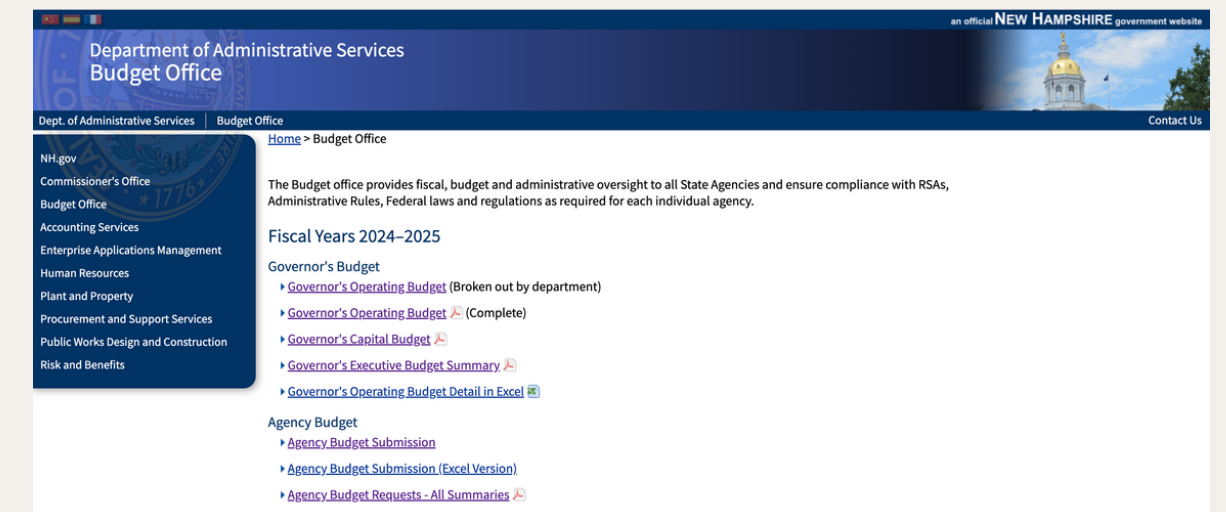 an official NEW HAMPSHIRE government website
Department of Administrative Services
Budget Office
Dept. of Administrative Services | Budget Office
Contact Us
Home > Budget Office
NH.gov
Commissioner's Office
Budget Office
Accounting Services
Enterprise Applications Management
Human Resources
Plant and Property
Procurement and Support Services
Public Works Design and Construction
Risk and Benefits
The Budget office provides fiscal, budget and administrative oversight to all State Agencies and ensure compliance with RSAs,
Administrative Rules, Federal laws and regulations as required for each individual agency.
Fiscal Years 2024–2025
Governor's Budget
Governor's Operating Budget (Broken out by department)
Governor's Operating Budget (Complete)
Governor's Capital Budget
Governor's Executive Budget Summary
Governor's Operating Budget Detail in Excel
Agency Budget
Agency Budget Submission
Agency Budget Submission (Excel Version)
Agency Budget Requests - All Summaries
SEAL OF
1776